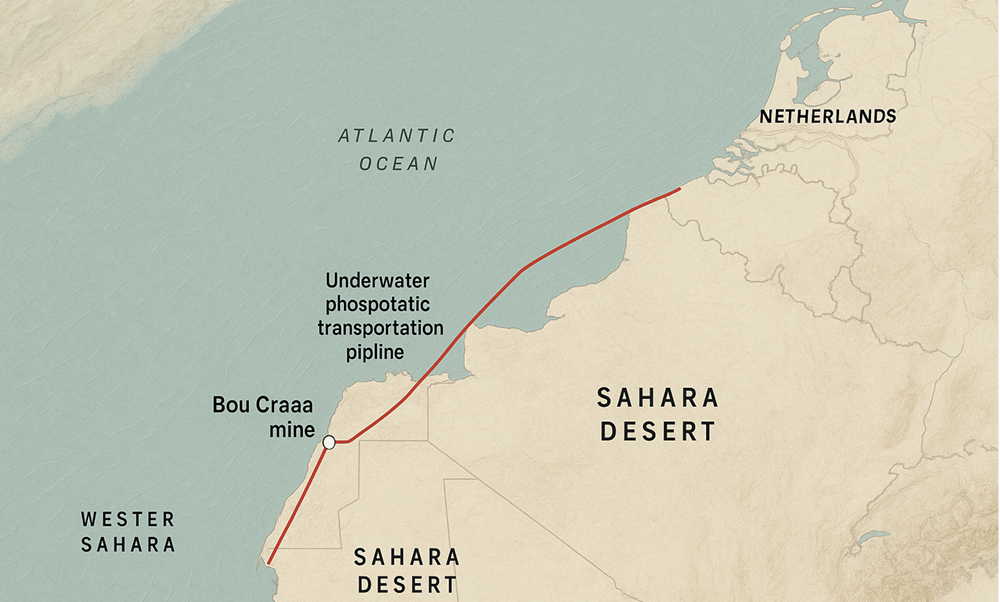 ATLANTIC
OCEAN
NETHERLANDS
Underwater
phospotatic
transportation
pipline
Bou Craaa
mine
SAHARA
DESERT
WESTER
SAHARA
SAHARA
DESERT